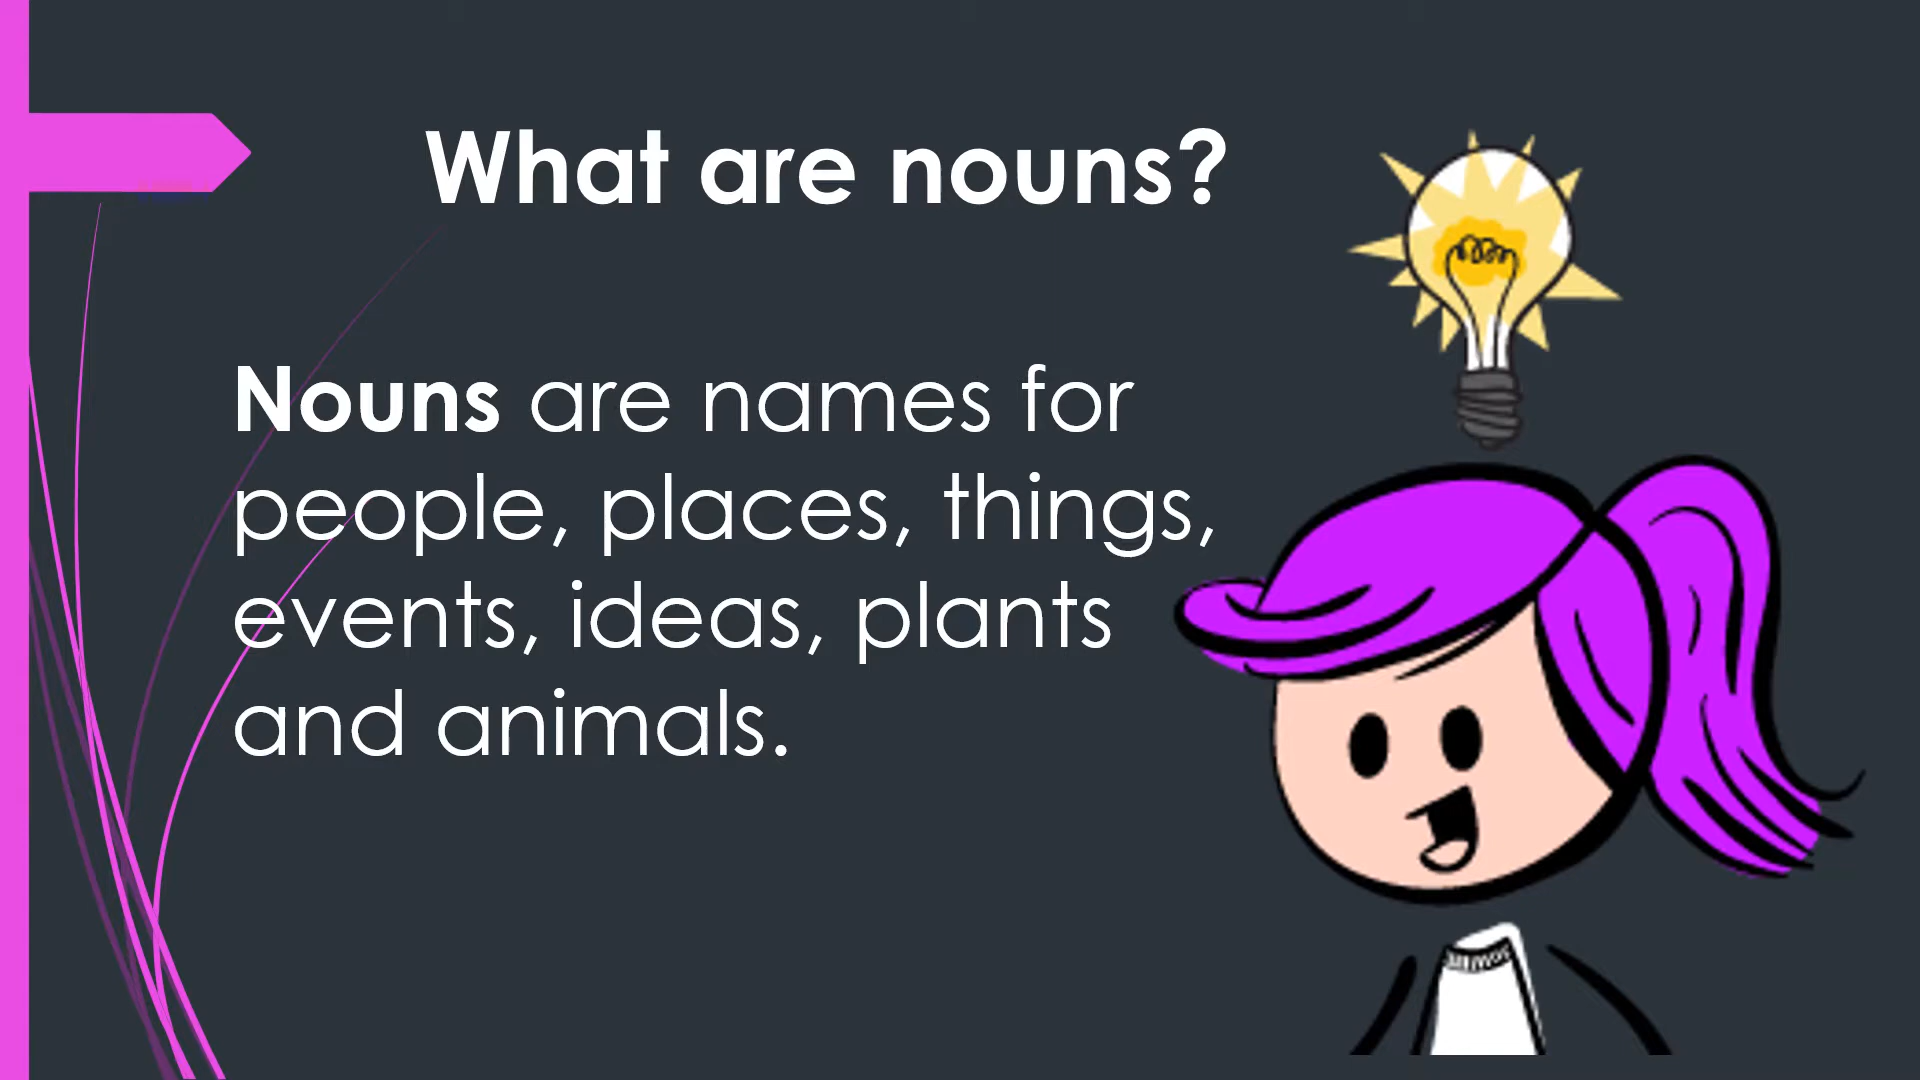 What are nouns?
Nouns are names for
people, places, things,
events, ideas, plants
and animals.